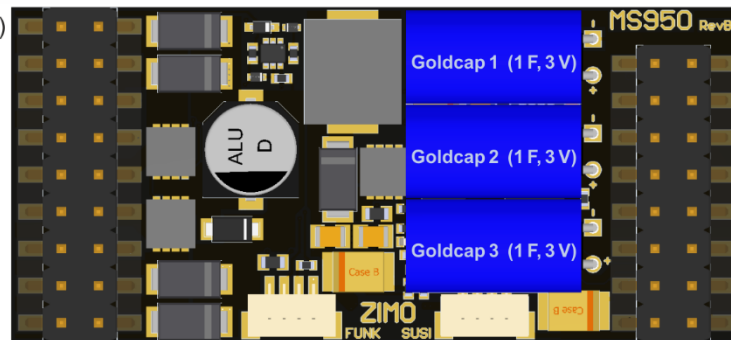 )
MS950 RevB
Goldcap 1 (1 F, 3 V)
-
+
ALU
D
Goldcap 2 (1 F, 3 V)
-
+
Goldcap 3 (1 F, 3 V)
-
+
Case B
Case B
ZIMO
FUNK SUSI